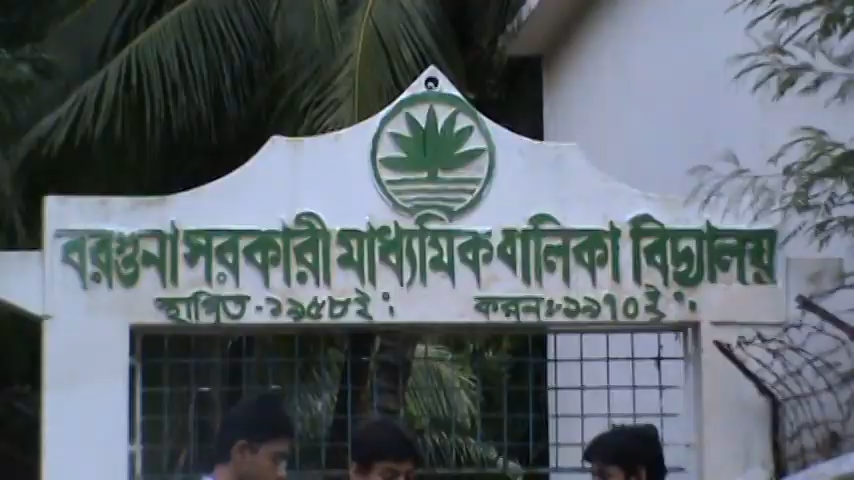 বরগুনা সরকারী মাধ্যমিক বালিকা বিদ্যালয়
স্থাপিত -১৯৫৮ইং করন:-১৯৭০ইং